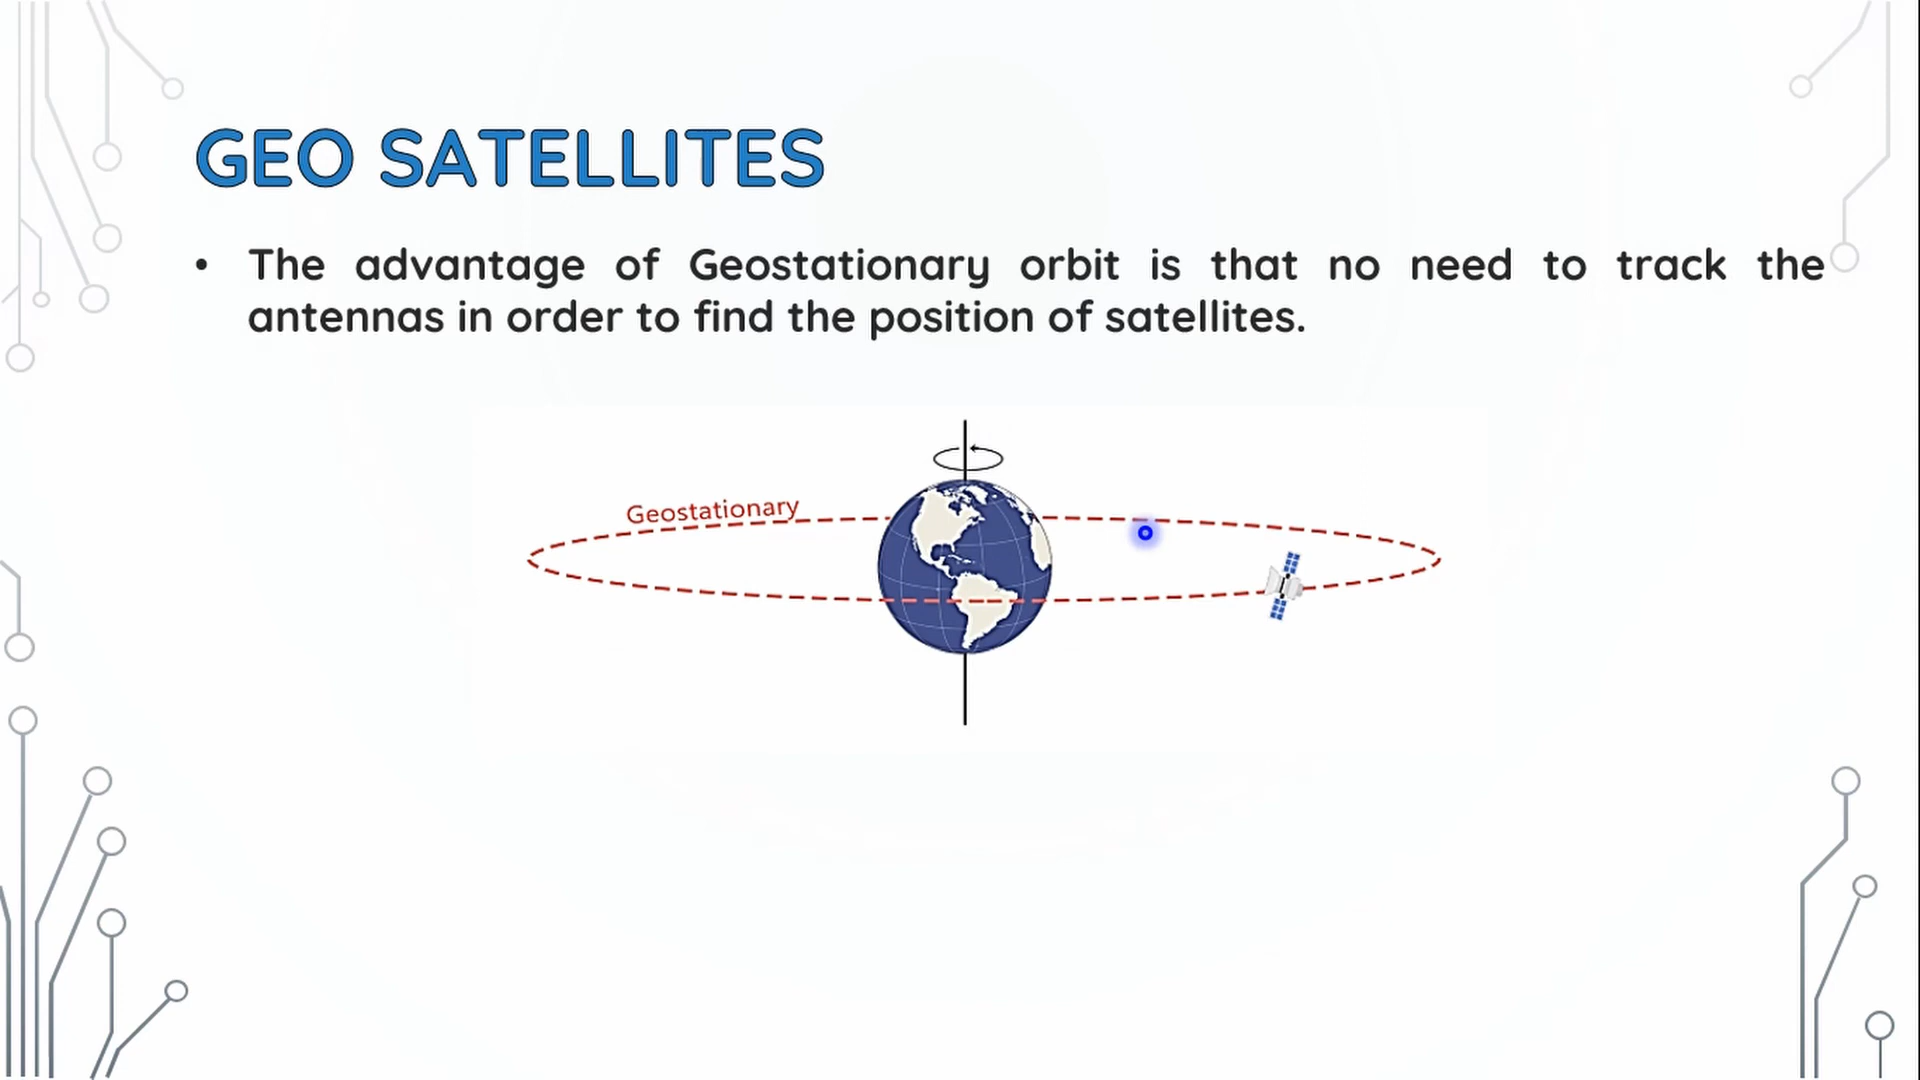 GEO SATELLITES
• The advantage of Geostationary orbit is that no need to track the
antennas in order to find the position of satellites.
Geostationary